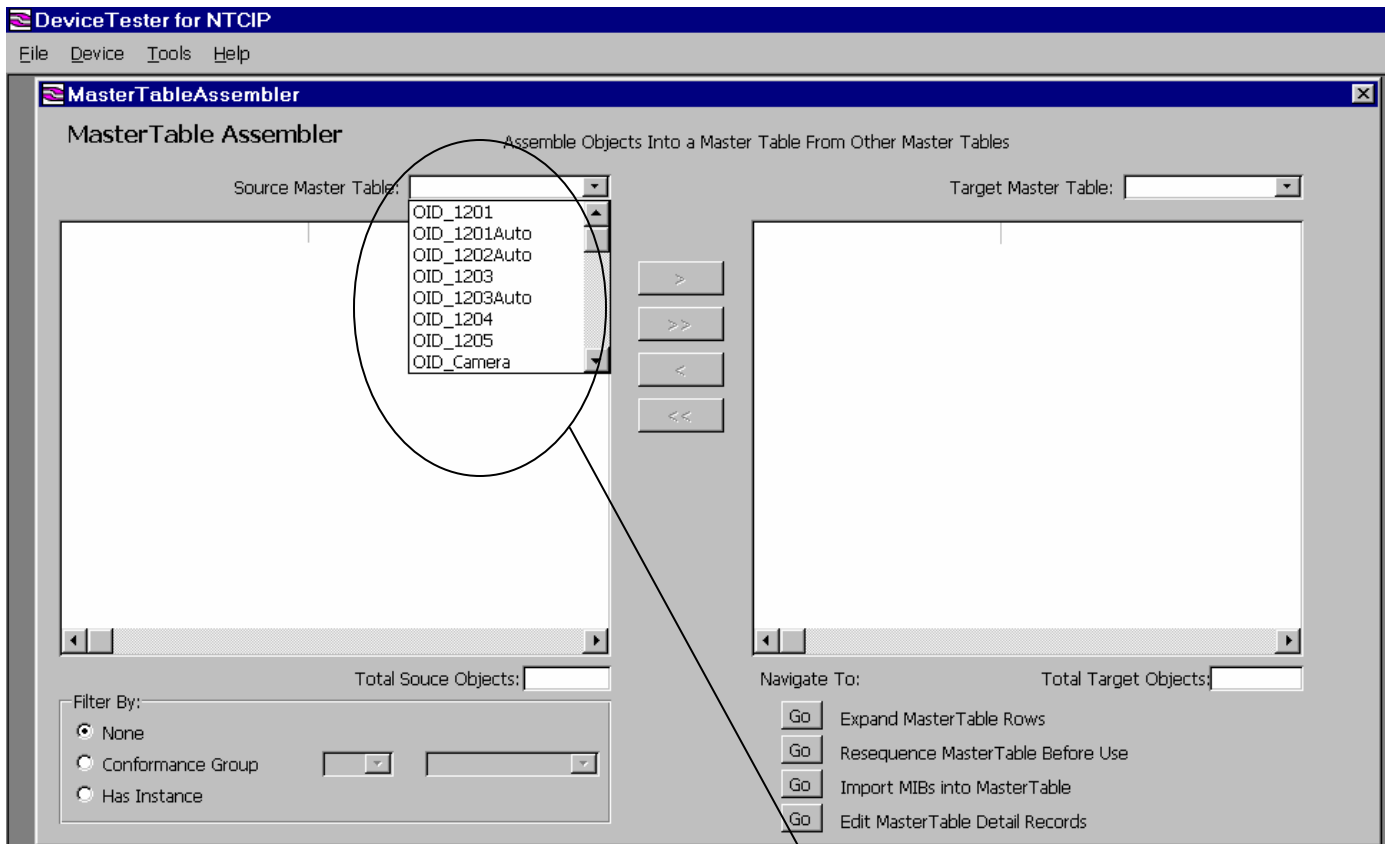 DeviceTester for NTCIP
File Device Tools Help
MasterTableAssembler
MasterTable Assembler
Assemble Objects Into a Master Table From Other Master Tables
Source Master Table:
Target Master Table:
OID_1201
OID_1201Auto
OID_1202Auto
OID_1203
OID_1203Auto
OID_1204
OID_1205
OID_Camera
>
>>
<
<<
Total Souce Objects:
Filter By:
None
Conformance Group
Has Instance
Navigate To:
Total Target Objects:
Go Expand MasterTable Rows
Go Resequence MasterTable Before Use
Go Import MIBs into MasterTable
Go Edit MasterTable Detail Records